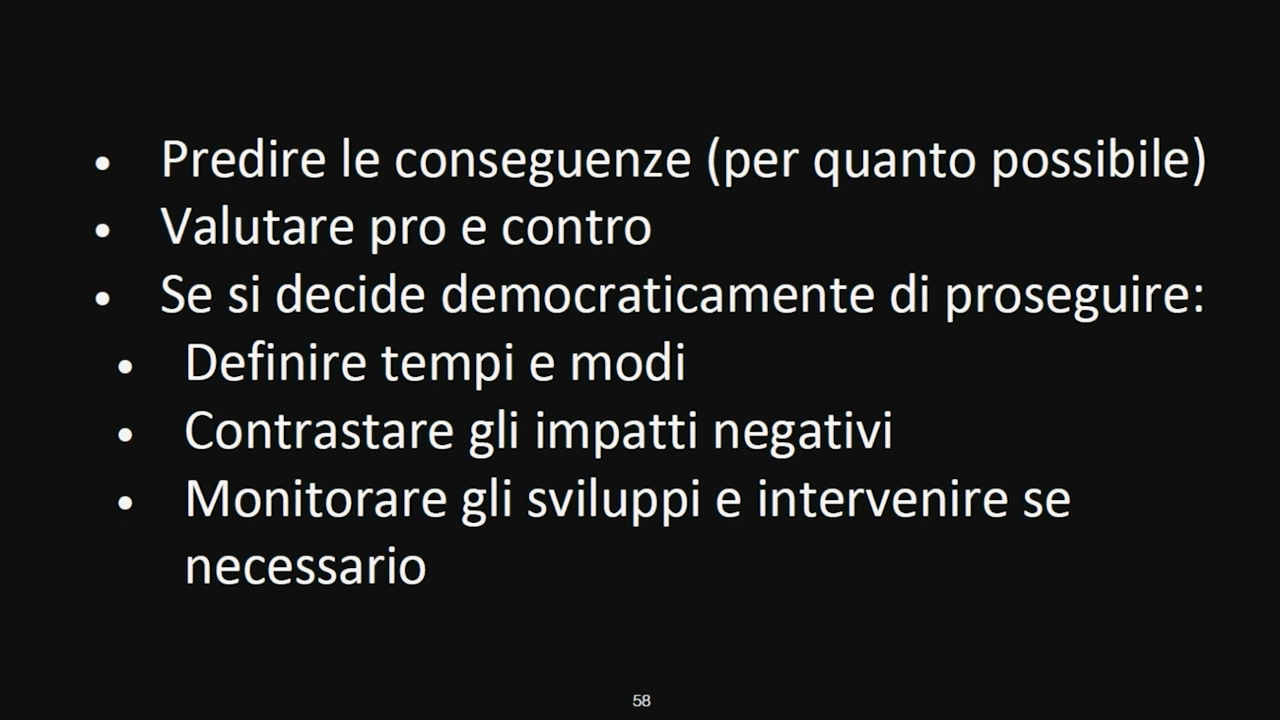 • Predire le conseguenze (per quanto possibile)
• Valutare pro e contro
• Se si decide democraticamente di proseguire:
• Definire tempi e modi
• Contrastare gli impatti negativi
• Monitorare gli sviluppi e intervenire se
necessario
58